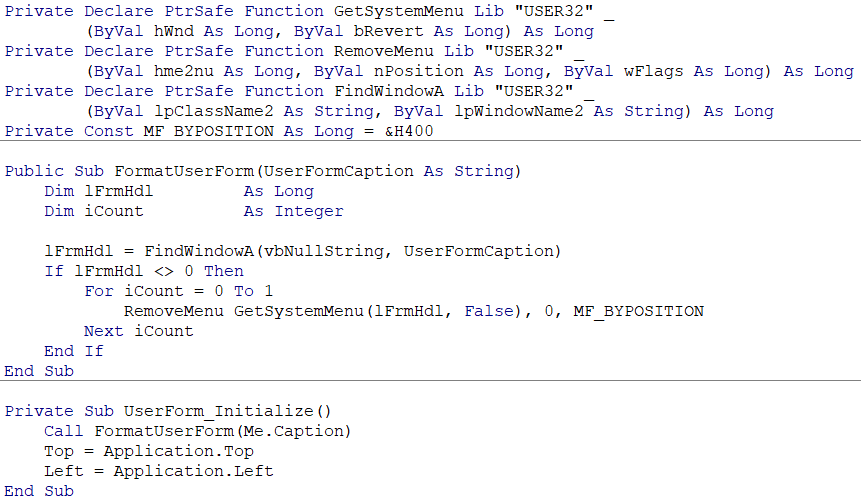 Private Declare PtrSafe Function GetSystemMenu Lib "USER32" _
        (ByVal hWnd As Long, ByVal bRevert As Long) As Long
Private Declare PtrSafe Function RemoveMenu Lib "USER32" _
        (ByVal hme2nu As Long, ByVal nPosition As Long, ByVal wFlags As Long) As Long
Private Declare PtrSafe Function FindWindowA Lib "USER32" _
        (ByVal lpClassName2 As String, ByVal lpWindowName2 As String) As Long
Private Const MF_BYPOSITION As Long = &H400
Public Sub FormatUserForm(UserFormCaption As String)
    Dim lFrmHdl         As Long
    Dim iCount          As Integer
    lFrmHdl = FindWindowA(vbNullString, UserFormCaption)
    If lFrmHdl <> 0 Then
        For iCount = 0 To 1
            RemoveMenu GetSystemMenu(lFrmHdl, False), 0, MF_BYPOSITION
        Next iCount
    End If
End Sub
Private Sub UserForm_Initialize()
    Call FormatUserForm(Me.Caption)
    Top = Application.Top
    Left = Application.Left
End Sub